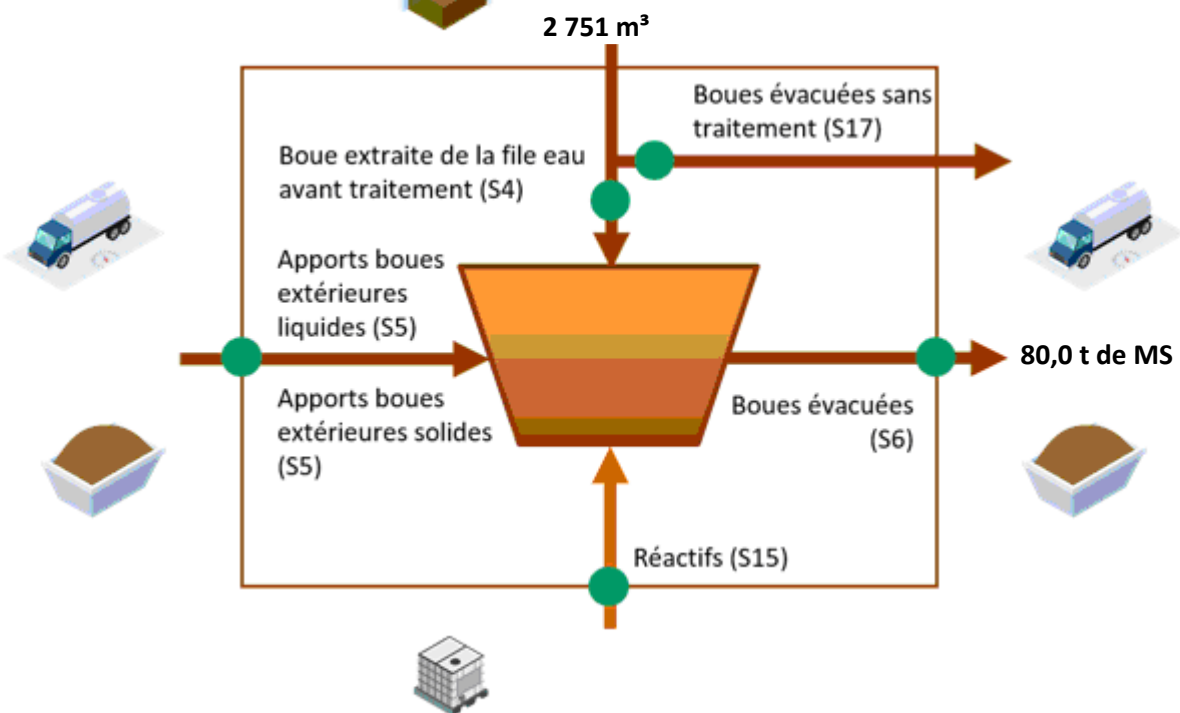 2 751 m³
Boues évacuées sans
traitement (S17)
Boue extraite de la file eau
avant traitement (S4)
Apports boues
extérieures
liquides (S5)
80,0 t de MS
Apports boues
extérieures solides
(S5)
Boues évacuées
(S6)
Réactifs (S15)